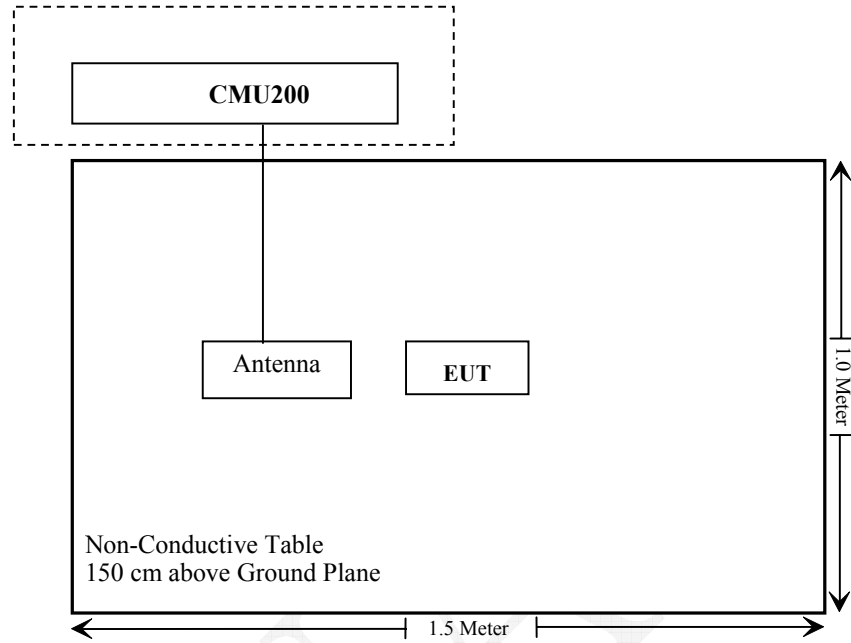 CMU200
Antenna
EUT
1.0 Meter
Non-Conductive Table
150 cm above Ground Plane
1.5 Meter